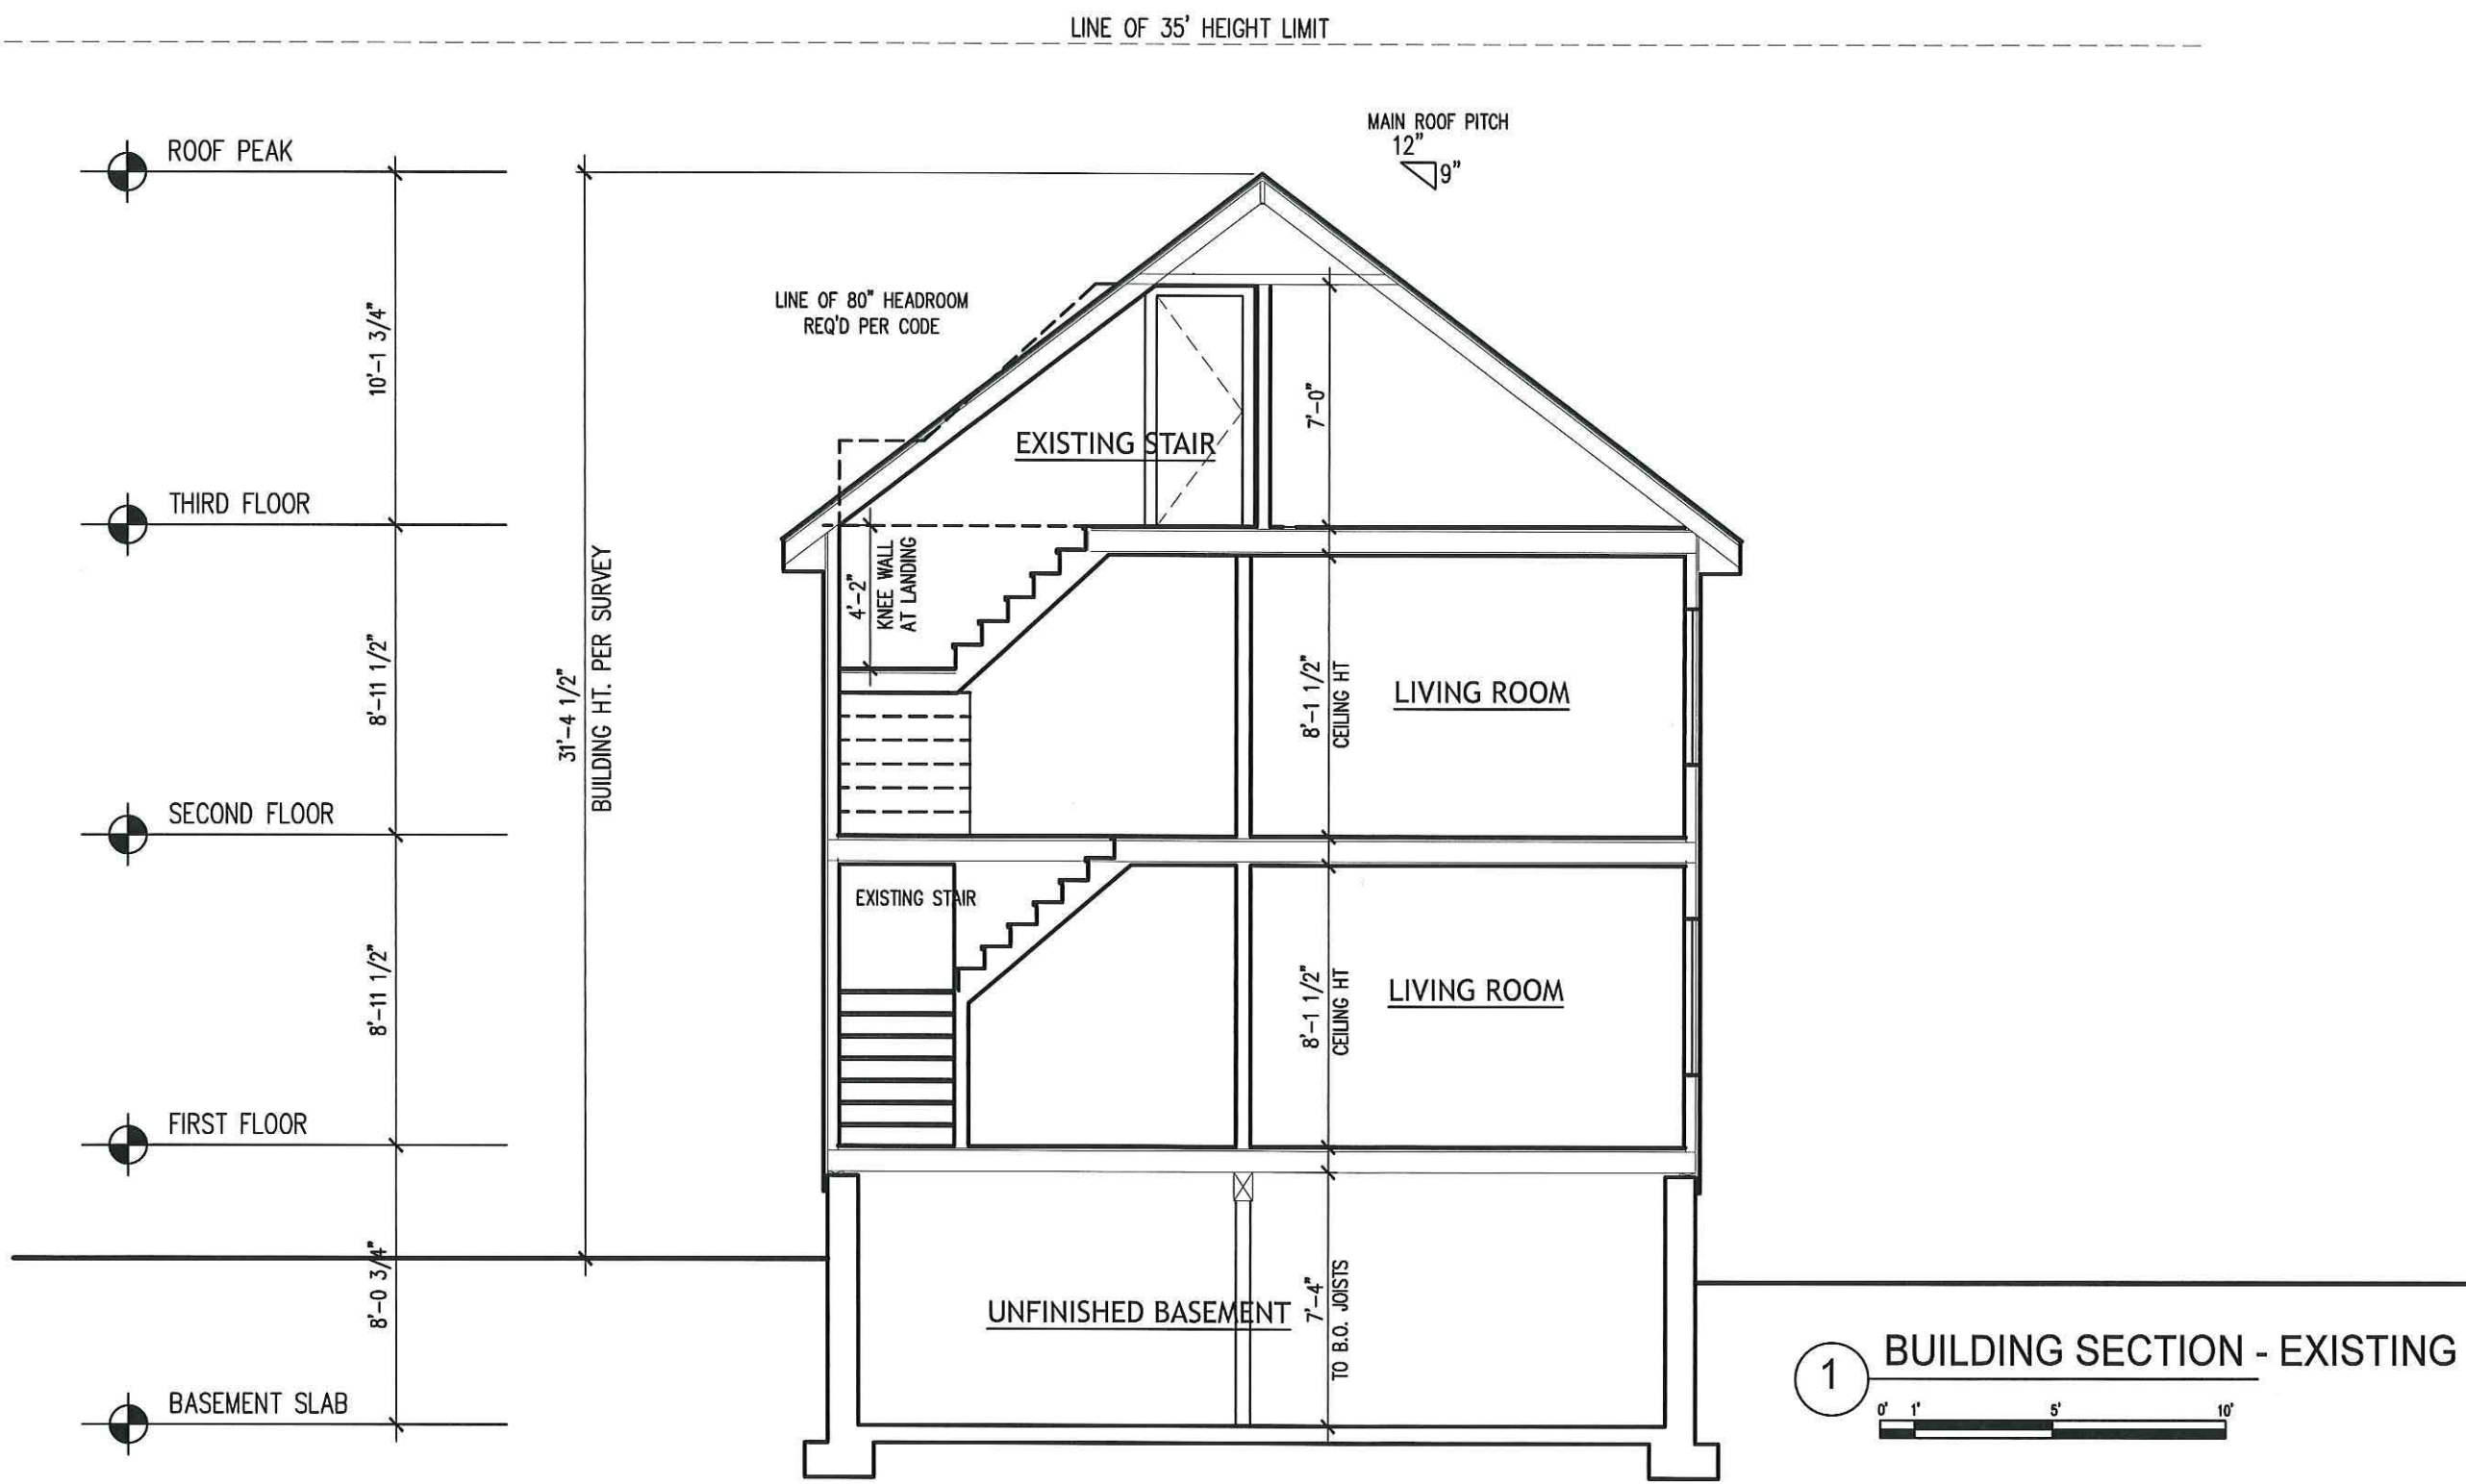 LINE OF 35' HEIGHT LIMIT
MAIN ROOF PITCH
12"
9"
ROOF PEAK
10'-1 3/4"
LINE OF 80" HEADROOM
REQ'D PER CODE
7'-0"
EXISTING STAIR
THIRD FLOOR
4'-2"
KNEE WALL
AT LANDING
8'-11 1/2"
31'-4 1/2"
BUILDING HT. PER SURVEY
8'-1 1/2"
CEILING HT
LIVING ROOM
SECOND FLOOR
EXISTING STAIR
8'-11 1/2"
8'-1 1/2"
CEILING HT
LIVING ROOM
FIRST FLOOR
8'-0 3/4"
UNFINISHED BASEMENT
7'-4"
TO B.O. JOISTS
BASEMENT SLAB
1
BUILDING SECTION - EXISTING
0' 1' 5' 10'